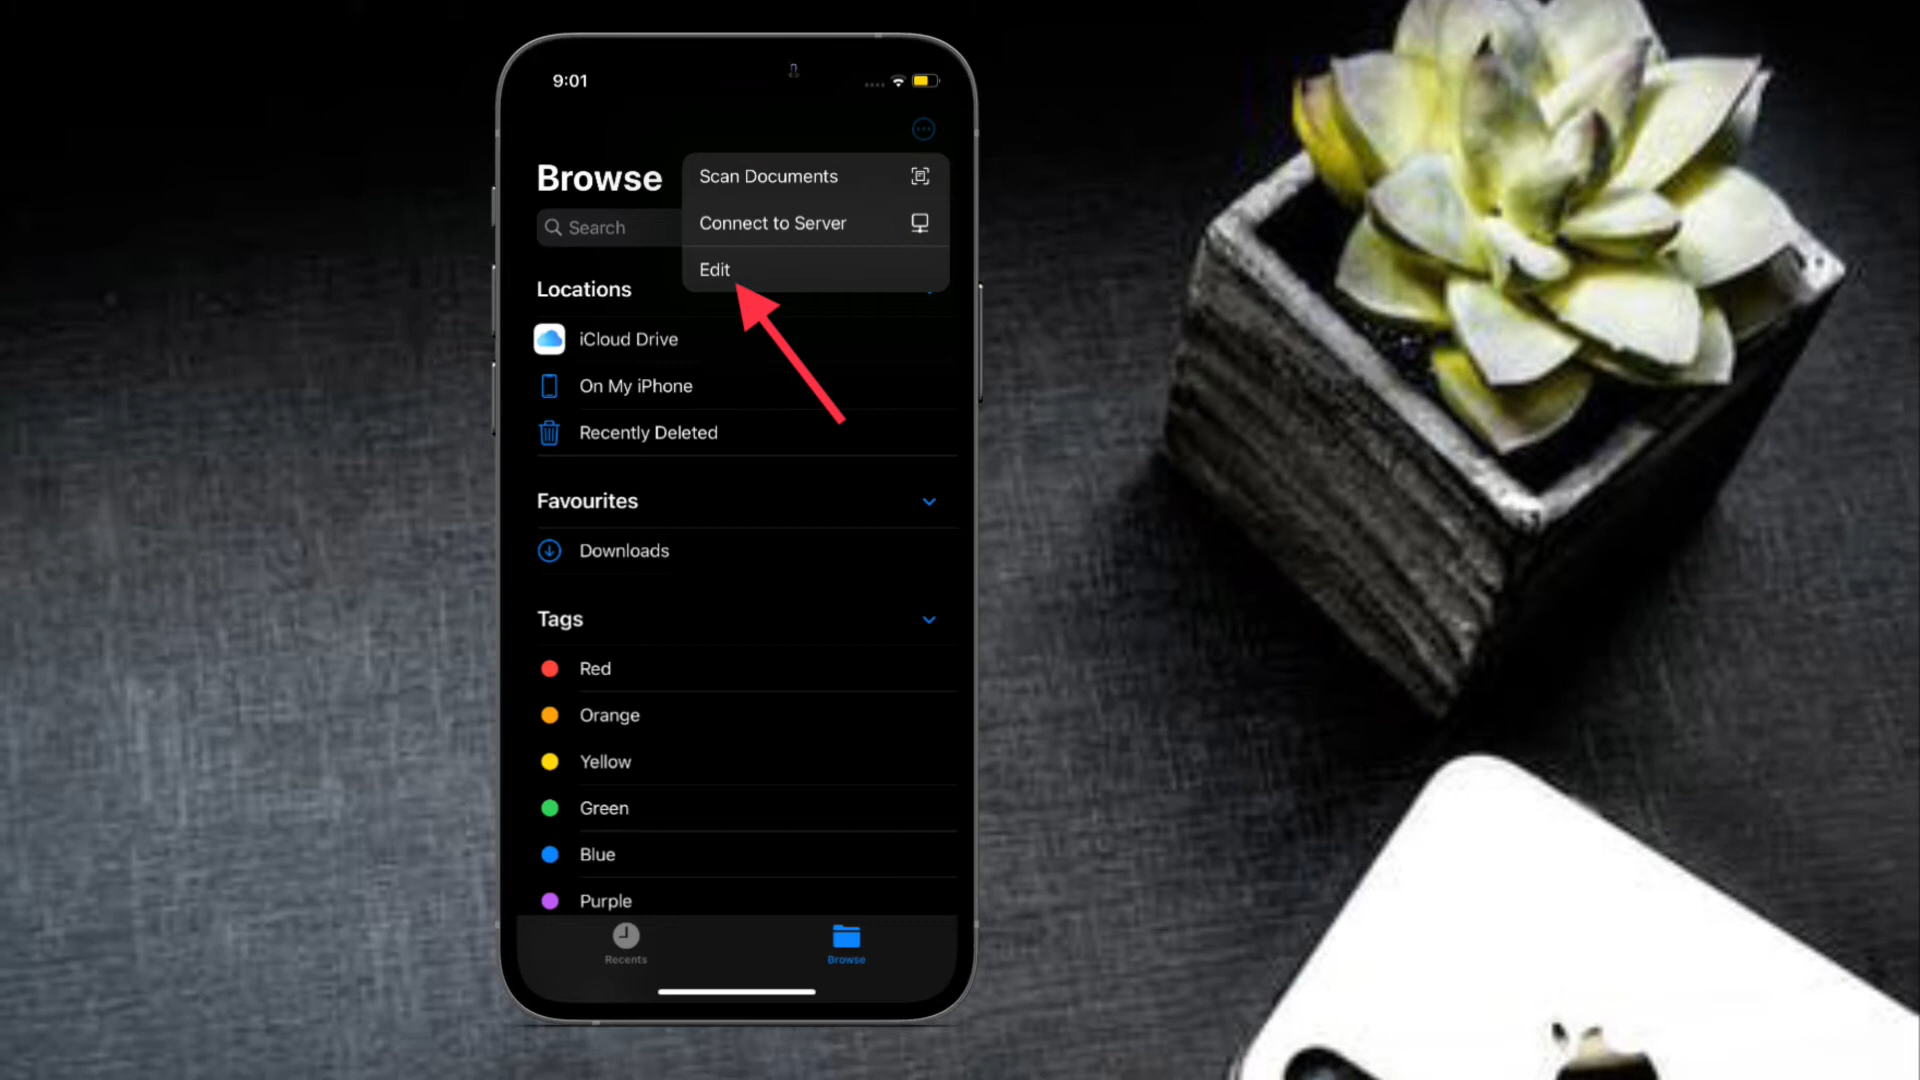 9:01
Browse
Scan Documents
Connect to Server
Edit
Search
Locations
iCloud Drive
On My iPhone
Recently Deleted
Favourites
Downloads
Tags
Red
Orange
Yellow
Green
Blue
Purple
Recents
Browse